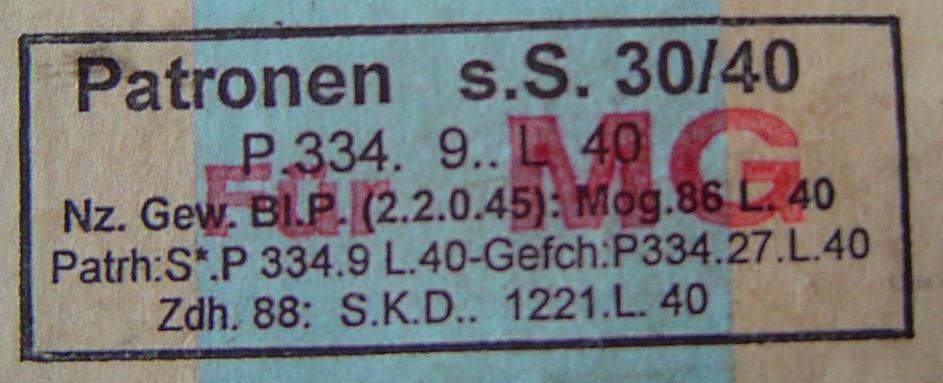 Patronen s.S. 30/40
P.334. 9.. L 40
Für MG
Nz. Gew. Bl.P. (2.2.0.45): Mog.86 L. 40
Patrh:S*.P 334.9 L.40-Gefch:P334.27.L.40
Zdh. 88: S.K.D.. 1221.L. 40